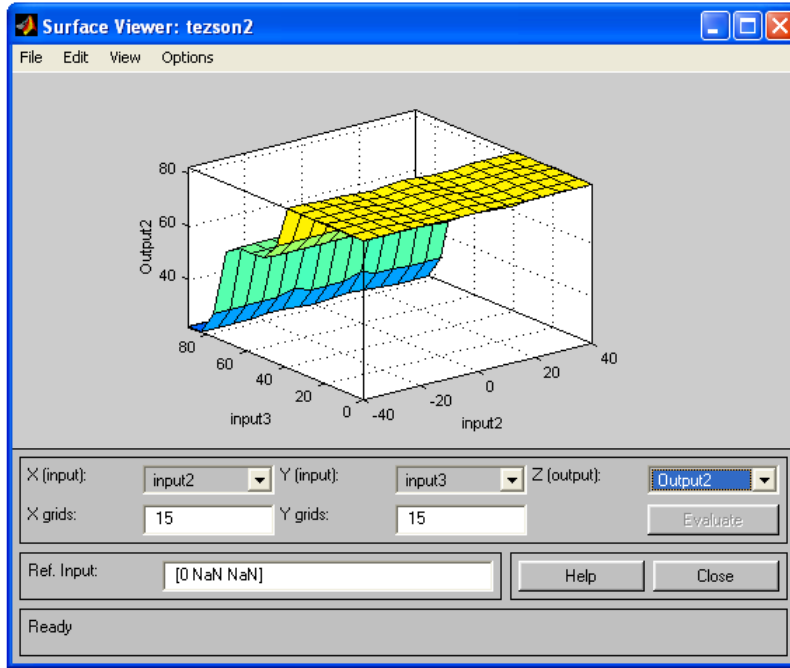 Surface Viewer: tezson2
File Edit View Options
80
60
40
Output2
80
60
40
20
0
input3
-40
-20
0
20
40
input2
X (input): input2 Y (input): input3 Z (output): Output2
X grids: 15 Y grids: 15 Evaluate
Ref. Input: [0 NaN NaN] Help Close
Ready